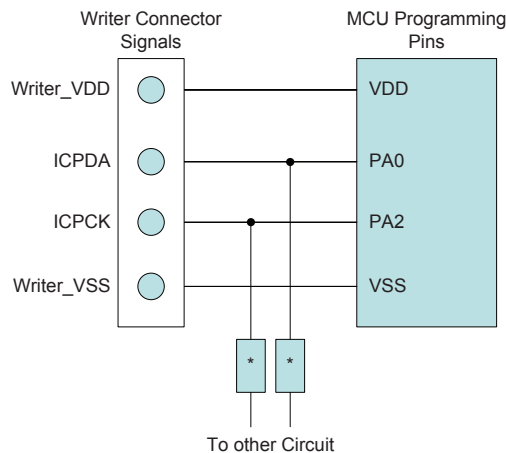 Writer Connector
Signals
MCU Programming
Pins
Writer_VDD
VDD
ICPDA
PA0
ICPCK
PA2
Writer_VSS
VSS
*
*
To other Circuit